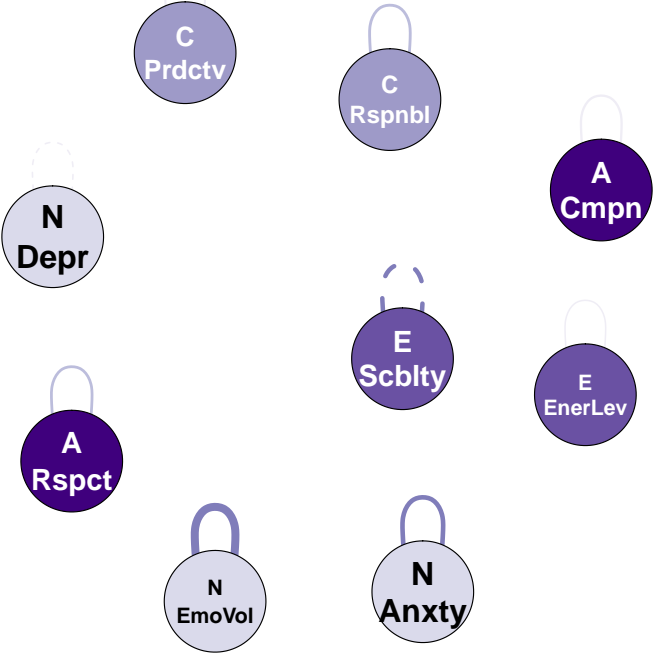 C
Prdctv
C
Rspnbl
A
Cmpn
N
Depr
E
Scblty
E
EnerLev
A
Rspct
N
EmoVol
N
Anxty